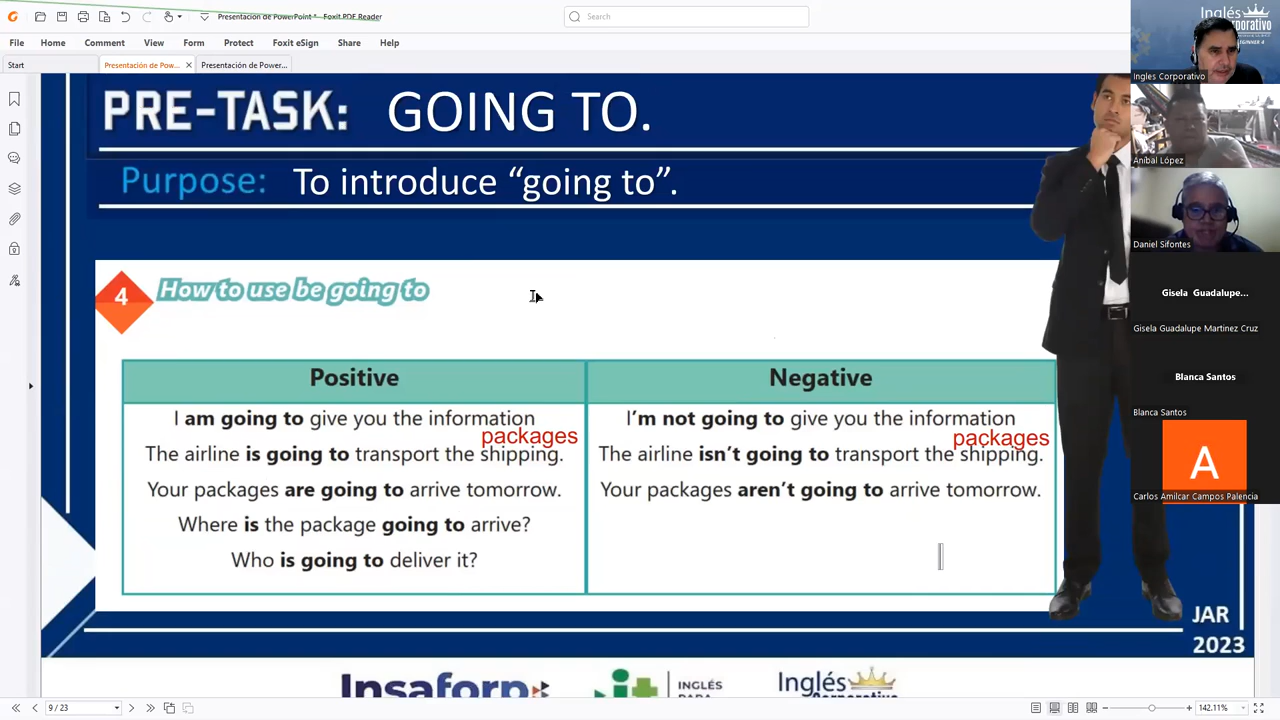 Presentación de PowerPoint * - Foxit PDF Reader
Search
File Home Comment View Form Protect Foxit eSign Share Help
Start Presentación de Pow... Presentación de Power...
Inglés
Corporativo
BEGINNER 4
Ingles Corporativo
PRE-TASK: GOING TO.
Purpose: To introduce “going to”.
Aníbal López
Daniel Sifontes
4 How to use be going to
Gisela Guadalupe...
Gisela Guadalupe Martinez Cruz
Blanca Santos
Blanca Santos
A
Carlos Amilcar Campos Palencia
Positive
I am going to give you the information
packages
The airline is going to transport the shipping.
Your packages are going to arrive tomorrow.
Where is the package going to arrive?
Who is going to deliver it?
Negative
I'm not going to give you the information
packages
The airline isn't going to transport the shipping.
Your packages aren't going to arrive tomorrow.
JAR
2023
Insaforp
INGLÉS
Inglés
Corporativo
9 / 23
142.11%